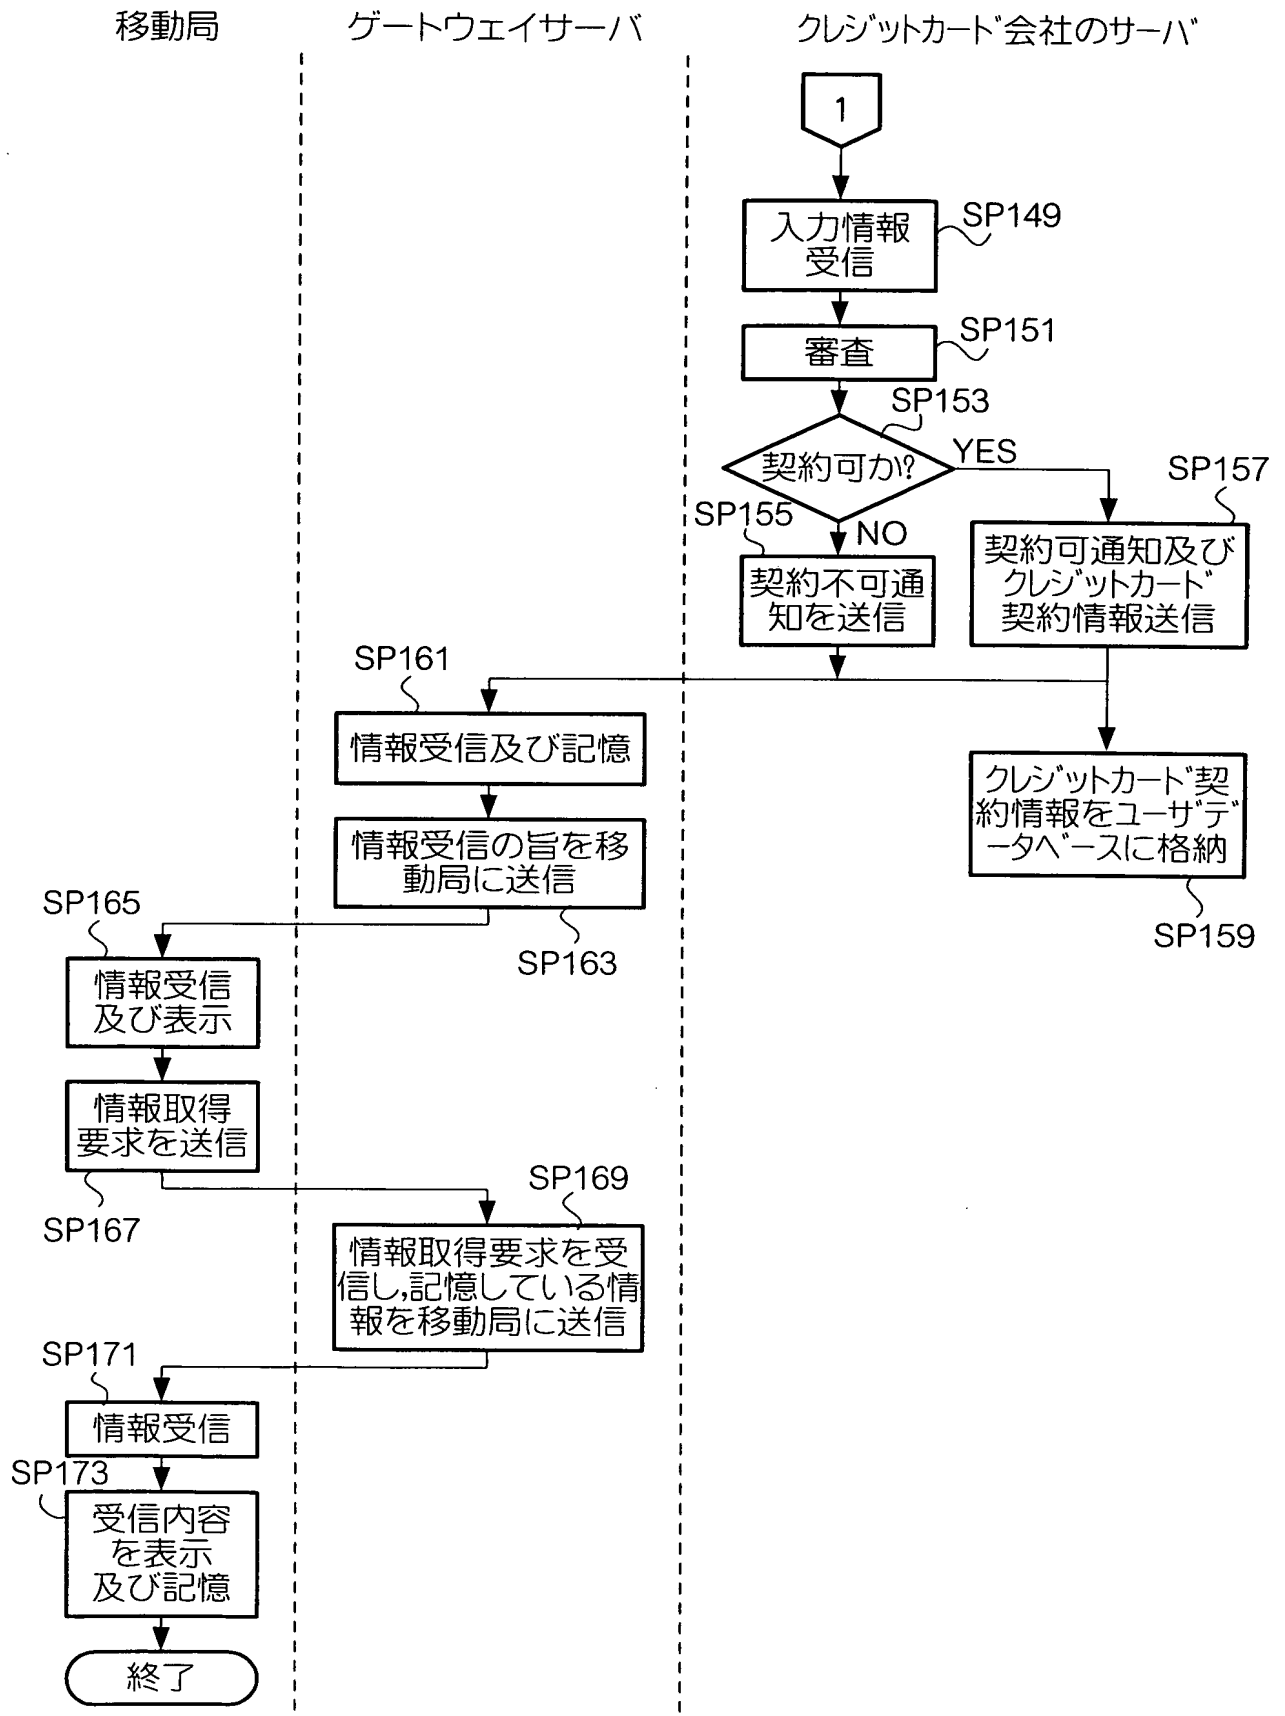 移動局
ゲートウェイサーバ
クレジットカード会社のサーバ
1
SP149
入力情報
受信
SP151
審査
SP153
契約可か?
YES
SP157
SP155
NO
契約不可通
知を送信
契約可通知及び
クレジットカード
契約情報送信
SP161
情報受信及び記憶
クレジットカード契
約情報をユーザデ
ータベースに格納
SP159
情報受信の旨を移
動局に送信
SP163
SP165
情報受信
及び表示
情報取得
要求を送信
SP167
SP169
情報取得要求を受
信し,記憶している情
報を移動局に送信
SP171
情報受信
SP173
受信内容
を表示
及び記憶
終了